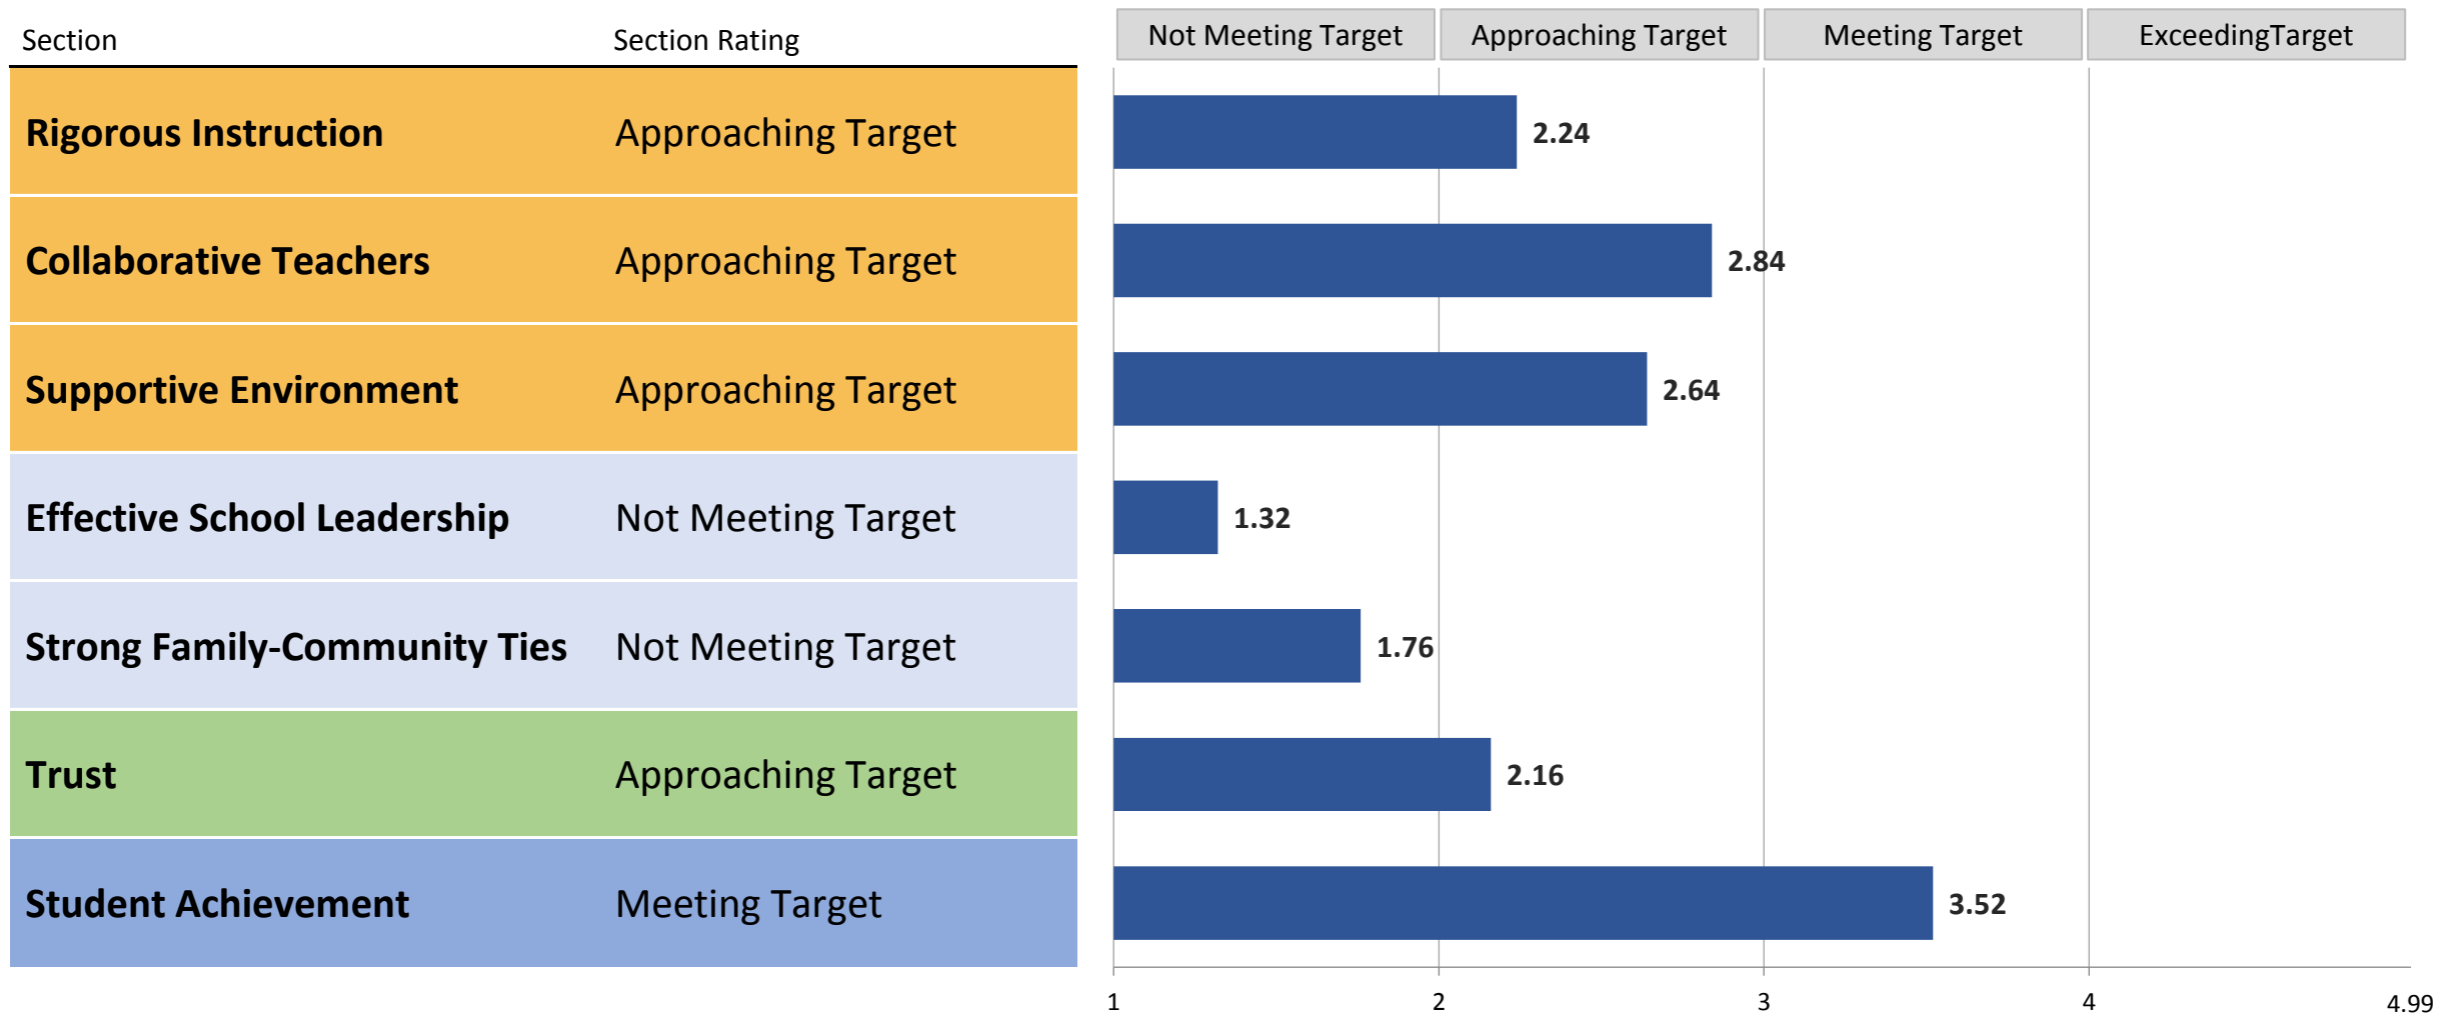 Section Section Rating Not Meeting Target Approaching Target Meeting Target ExceedingTarget
Rigorous Instruction Approaching Target 2.24
Collaborative Teachers Approaching Target 2.84
Supportive Environment Approaching Target 2.64
Effective School Leadership Not Meeting Target 1.32
Strong Family-Community Ties Not Meeting Target 1.76
Trust Approaching Target 2.16
Student Achievement Meeting Target 3.52
1 2 3 4 4.99